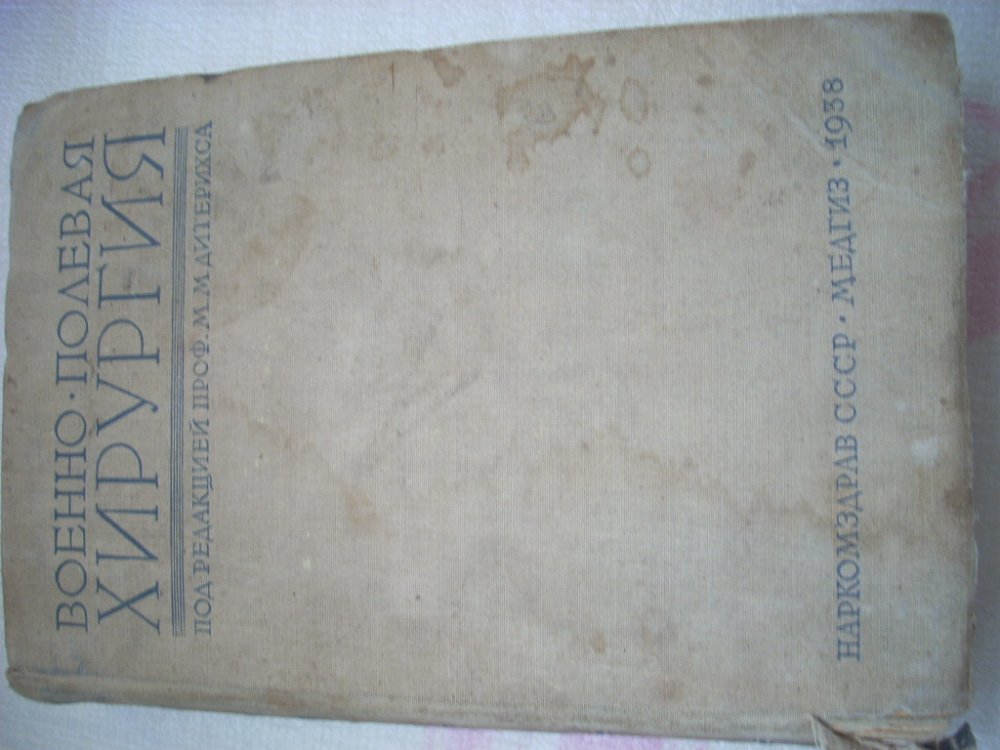 ВОЕННО·ПОЛЕВАЯ
ХИРУРГИЯ
ПОД РЕДАКЦИЕЙ ПРОФ. М. М. ДИТЕРИХСА
НАРКОМЗДРАВ СССР · МЕДГИЗ · 1938